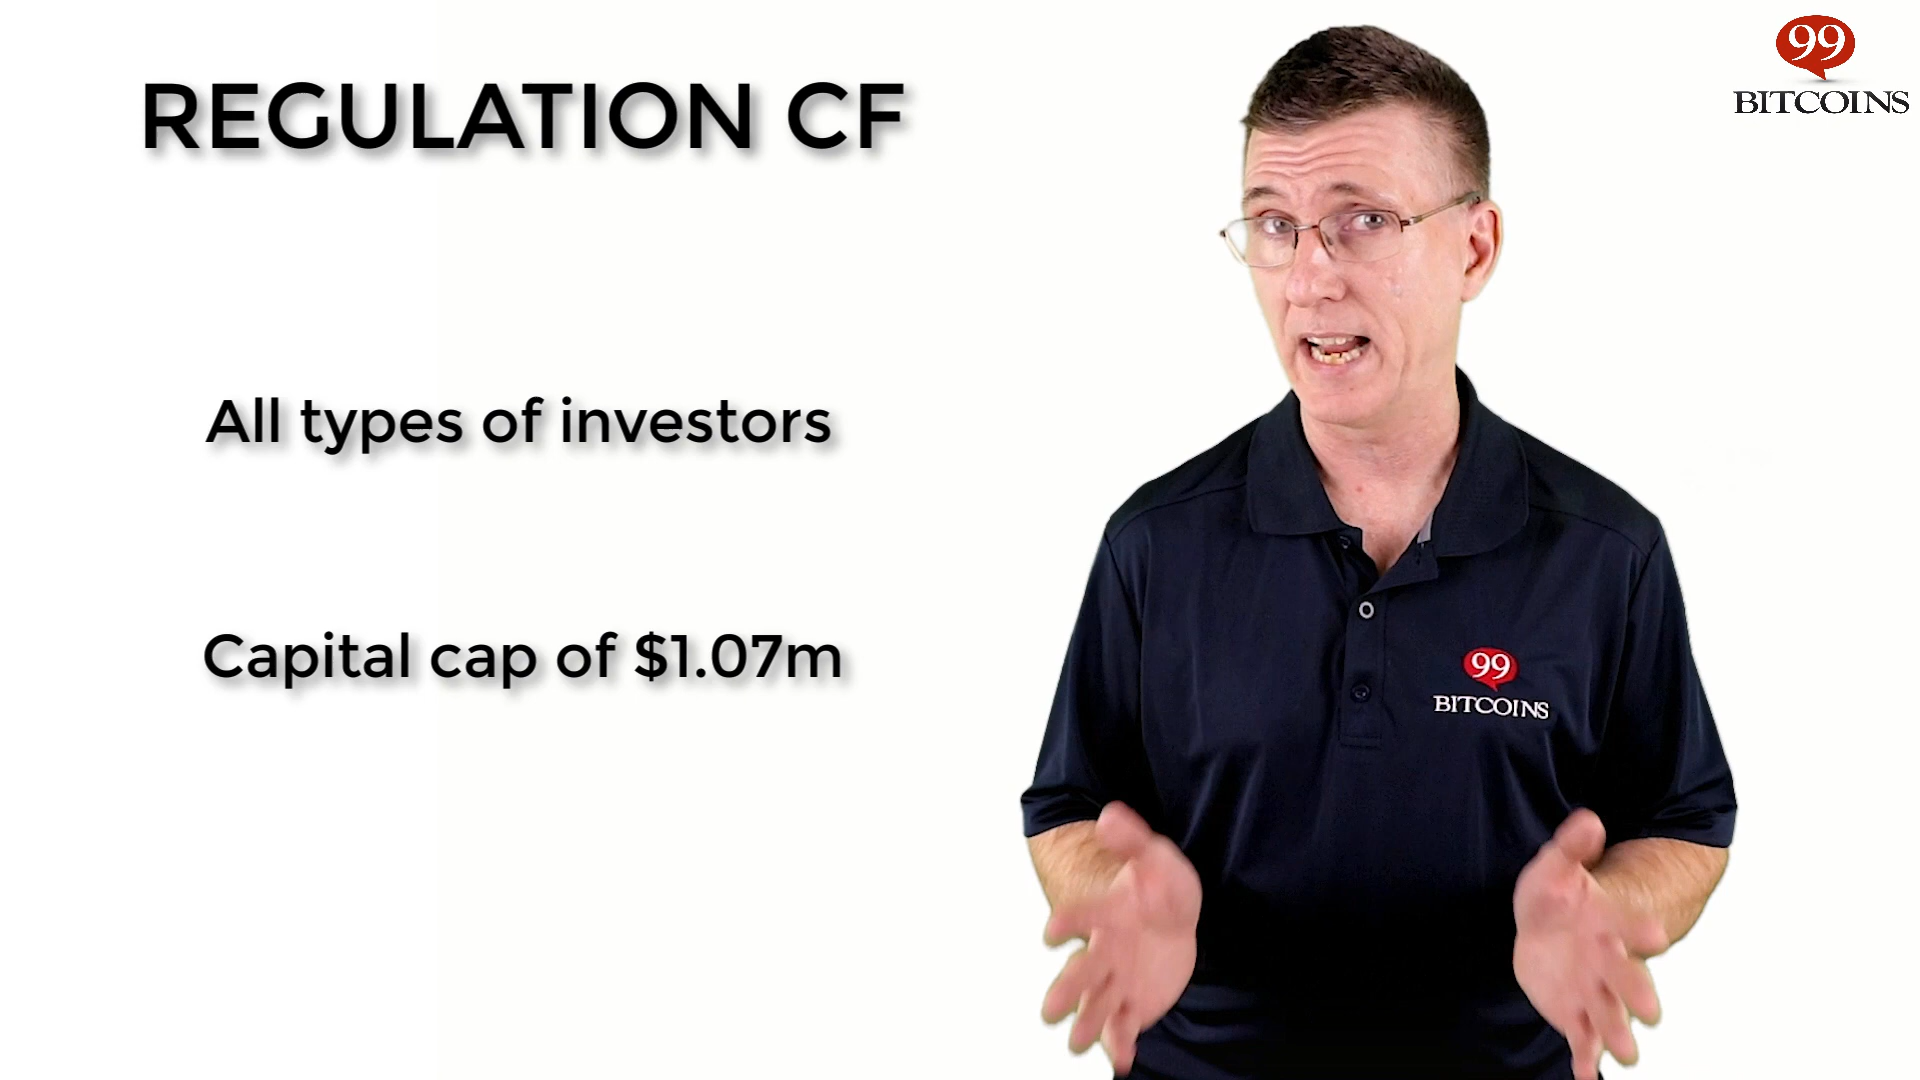 REGULATION CF
99
BITCOINS
All types of investors
Capital cap of $1.07m
99
BITCOINS